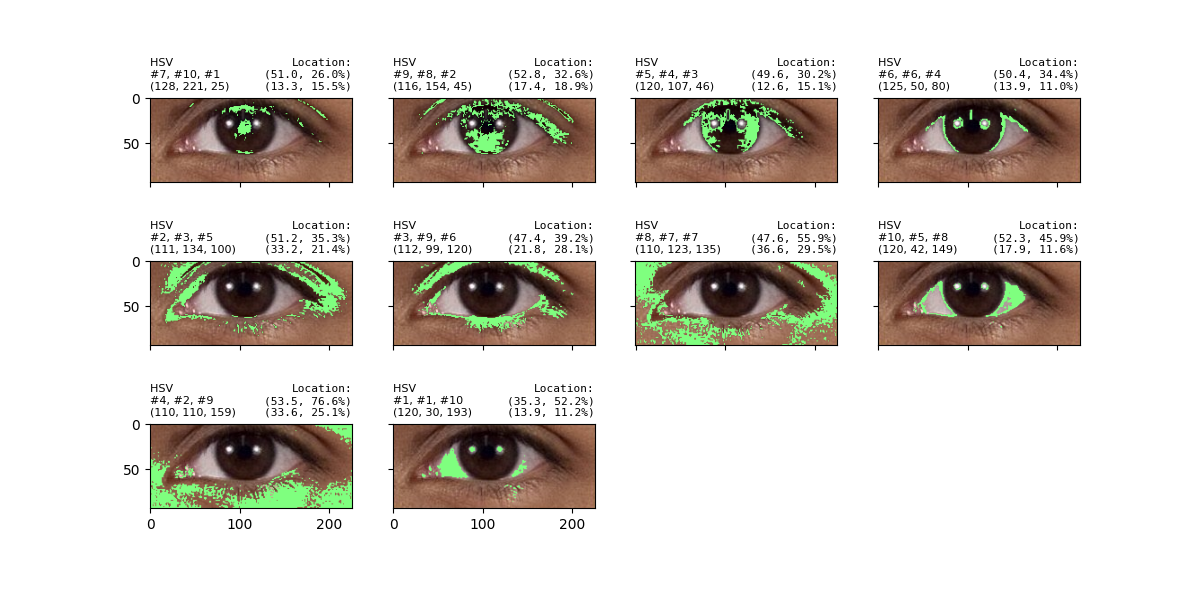 HSV Location:
#7, #10, #1 (51.0, 26.0%)
(128, 221, 25) (13.3, 15.5%)
HSV Location:
#9, #8, #2 (52.8, 32.6%)
(116, 154, 45) (17.4, 18.9%)
HSV Location:
#5, #4, #3 (49.6, 30.2%)
(120, 107, 46) (12.6, 15.1%)
HSV Location:
#6, #6, #4 (50.4, 34.4%)
(125, 50, 80) (13.9, 11.0%)
0
50
HSV Location:
#2, #3, #5 (51.2, 35.3%)
(111, 134, 100) (33.2, 21.4%)
HSV Location:
#3, #9, #6 (47.4, 39.2%)
(112, 99, 120) (21.8, 28.1%)
HSV Location:
#8, #7, #7 (47.6, 55.9%)
(110, 123, 135) (36.6, 29.5%)
HSV Location:
#10, #5, #8 (52.3, 45.9%)
(120, 42, 149) (17.9, 11.6%)
0
50
HSV Location:
#4, #2, #9 (53.5, 76.6%)
(110, 110, 159) (33.6, 25.1%)
HSV Location:
#1, #1, #10 (35.3, 52.2%)
(120, 30, 193) (13.9, 11.2%)
0
50
0 100 200
0 100 200